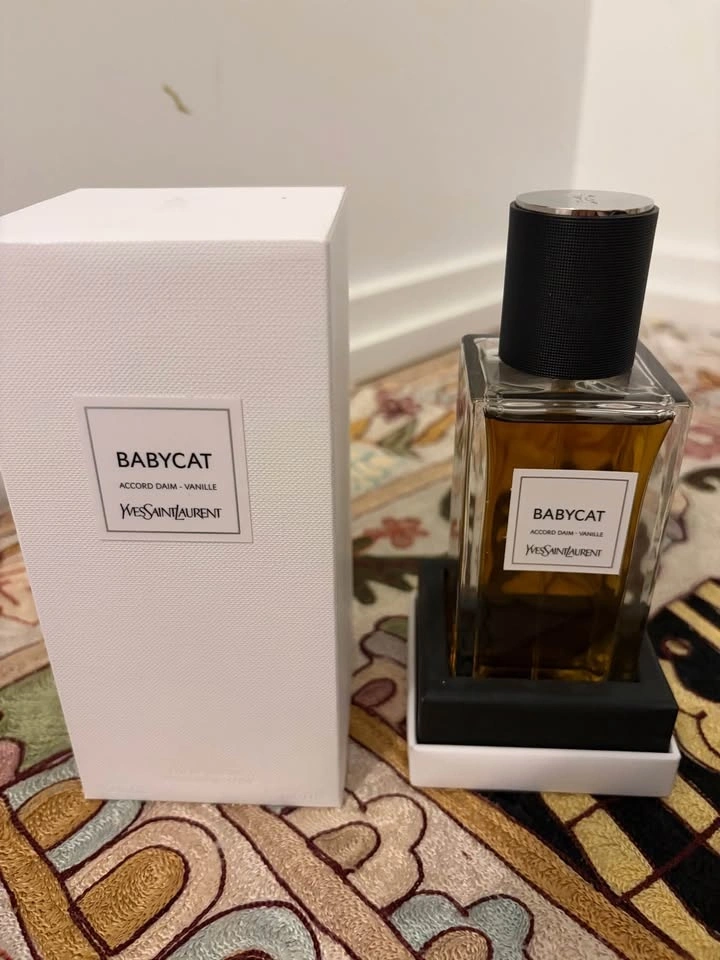 BABYCAT
ACCORD DAIM - VANILLE
YVESSAINTLAURENT
BABYCAT
ACCORD DAIM - VANILLE
YVESSAINTLAURENT